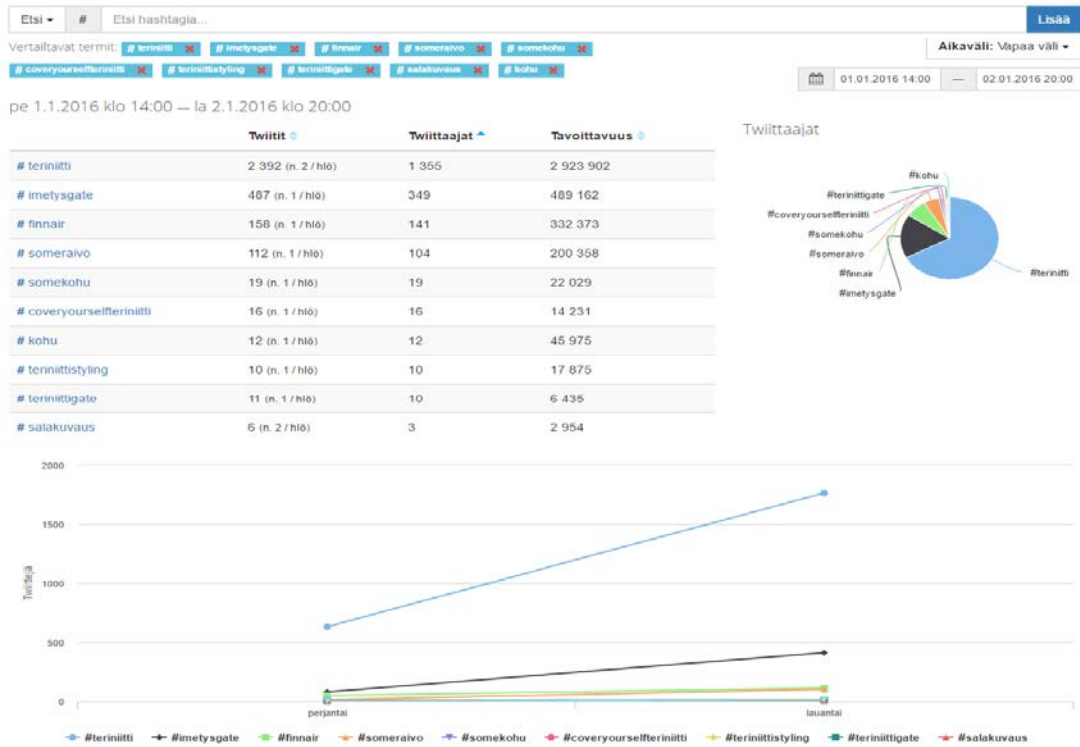 Etsi # Etsi hashtagia... Lisää
Vertailtavat termit: # teriniitti # imetysgate # finnair # someraivo # somekohu
# coveryourselfteriniitti # teriniittistyling # teriniittigate # salakuvaus # kohu
Aikaväli: Vapaa väli
01.01.2016 14:00 — 02.01.2016 20:00
pe 1.1.2016 klo 14:00 — la 2.1.2016 klo 20:00
Twiitit Twiittaajat Tavoittavuus
# teriniitti 2 392 (n. 2 / hlö) 1 355 2 923 902
# imetysgate 487 (n. 1 / hlö) 349 489 162
# finnair 158 (n. 1 / hlö) 141 332 373
# someraivo 112 (n. 1 / hlö) 104 200 358
# somekohu 19 (n. 1 / hlö) 19 22 029
# coveryourselfteriniitti 16 (n. 1 / hlö) 16 14 231
# kohu 12 (n. 1 / hlö) 12 45 975
# teriniittistyling 10 (n. 1 / hlö) 10 17 875
# teriniittigate 11 (n. 1 / hlö) 10 6 435
# salakuvaus 6 (n. 2 / hlö) 3 2 954
Twiittaajat
#kohu
#teriniittigate
#coveryourselfteriniitti
#somekohu
#someraivo
#finnair
#imetysgate
#teriniitti
2000
1500
1000
500
0
Twiittejä
perjantai lauantai
#teriniitti #imetysgate #finnair #someraivo #somekohu #coveryourselfteriniitti #teriniittistyling #teriniittigate #salakuvaus